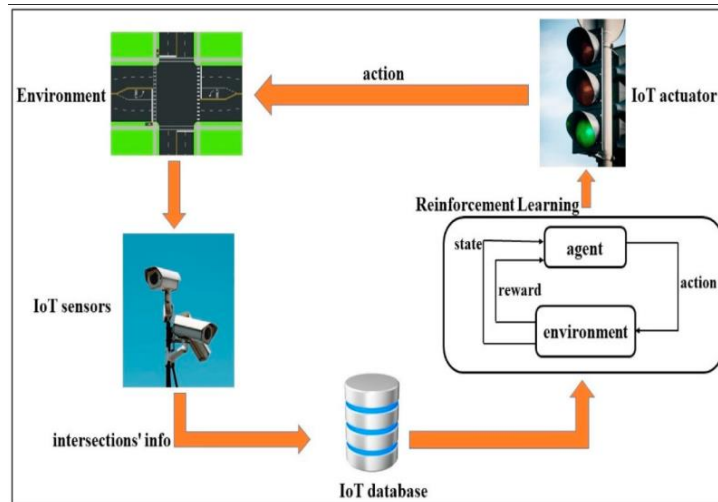 action
Environment
IoT actuator
Reinforcement Learning
state
agent
reward
action
environment
IoT sensors
intersections' info
IoT database